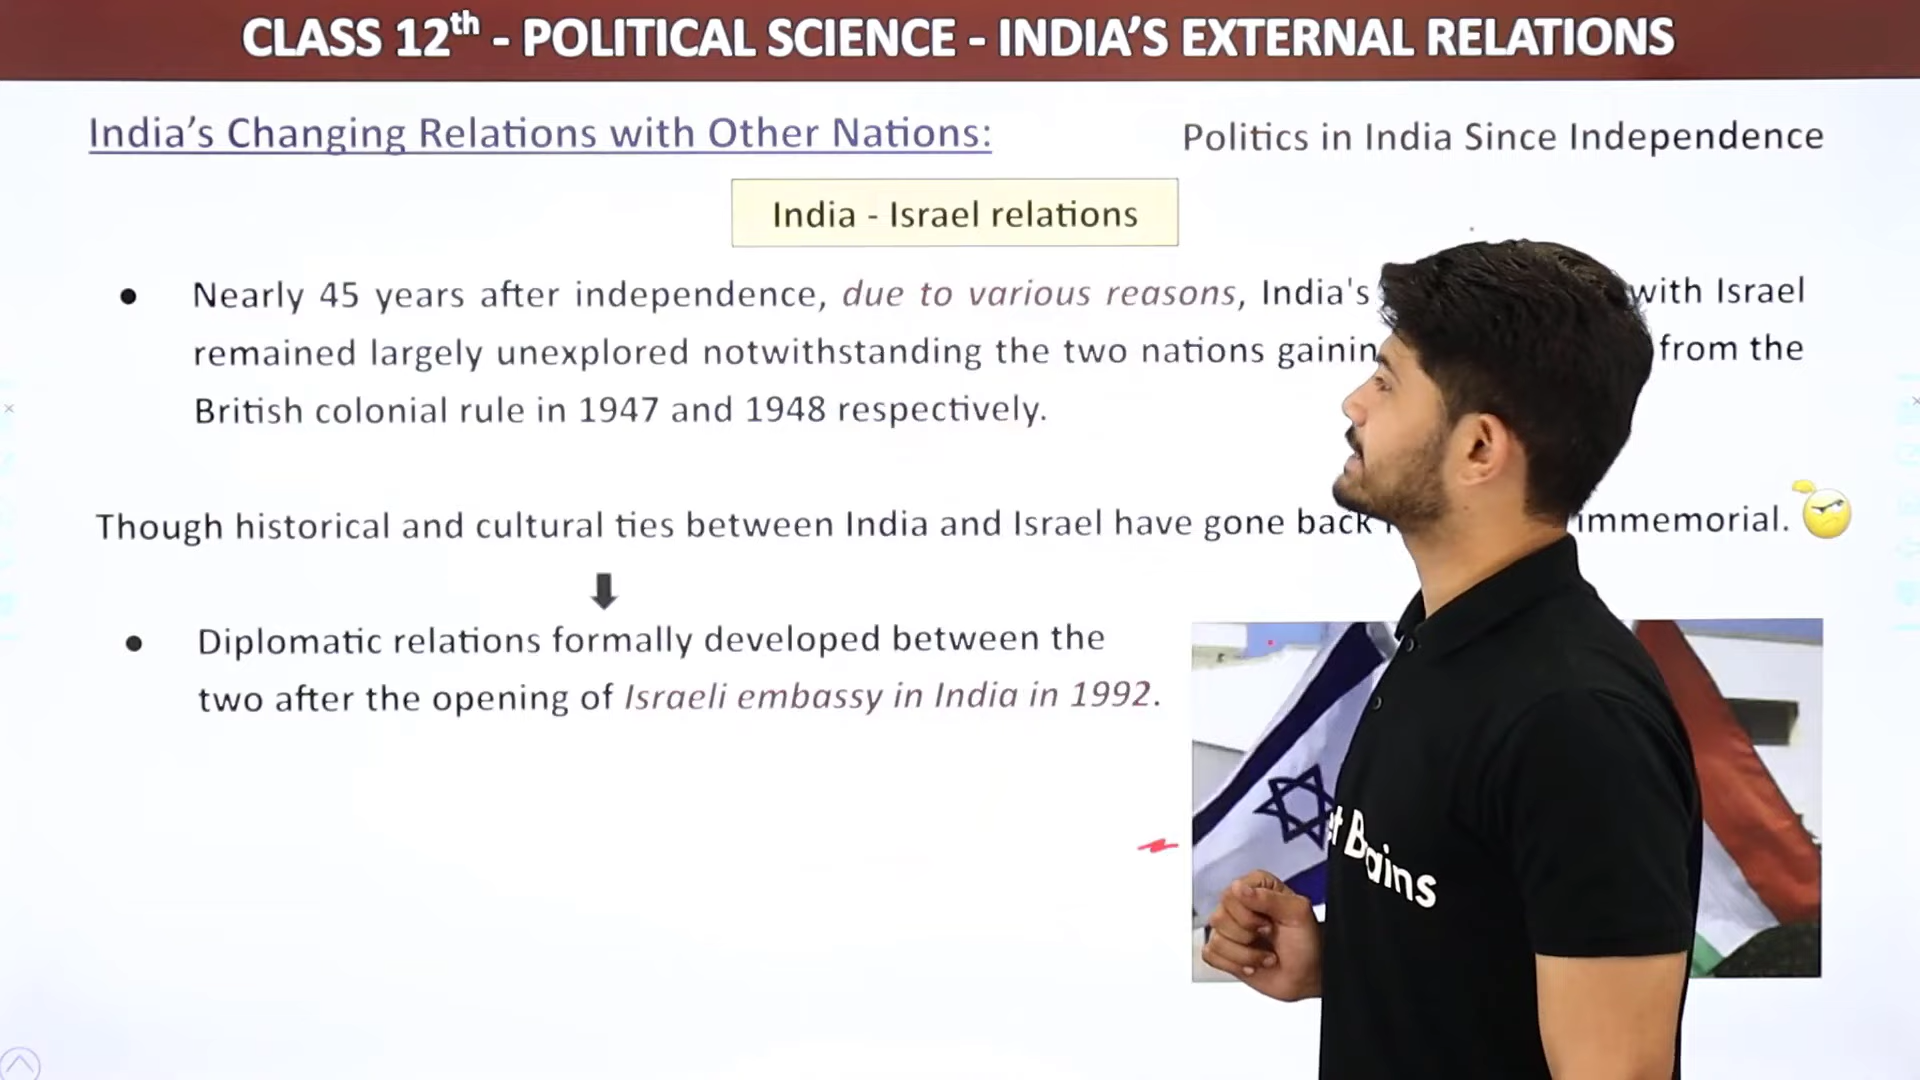 CLASS 12th - POLITICAL SCIENCE - INDIA’S EXTERNAL RELATIONS
India’s Changing Relations with Other Nations:
Politics in India Since Independence
India - Israel relations
• Nearly 45 years after independence, due to various reasons, India's with Israel
remained largely unexplored notwithstanding the two nations from the
British colonial rule in 1947 and 1948 respectively.
Though historical and cultural ties between India and Israel have gone back immemorial.
• Diplomatic relations formally developed between the
two after the opening of Israeli embassy in India in 1992.
Bains